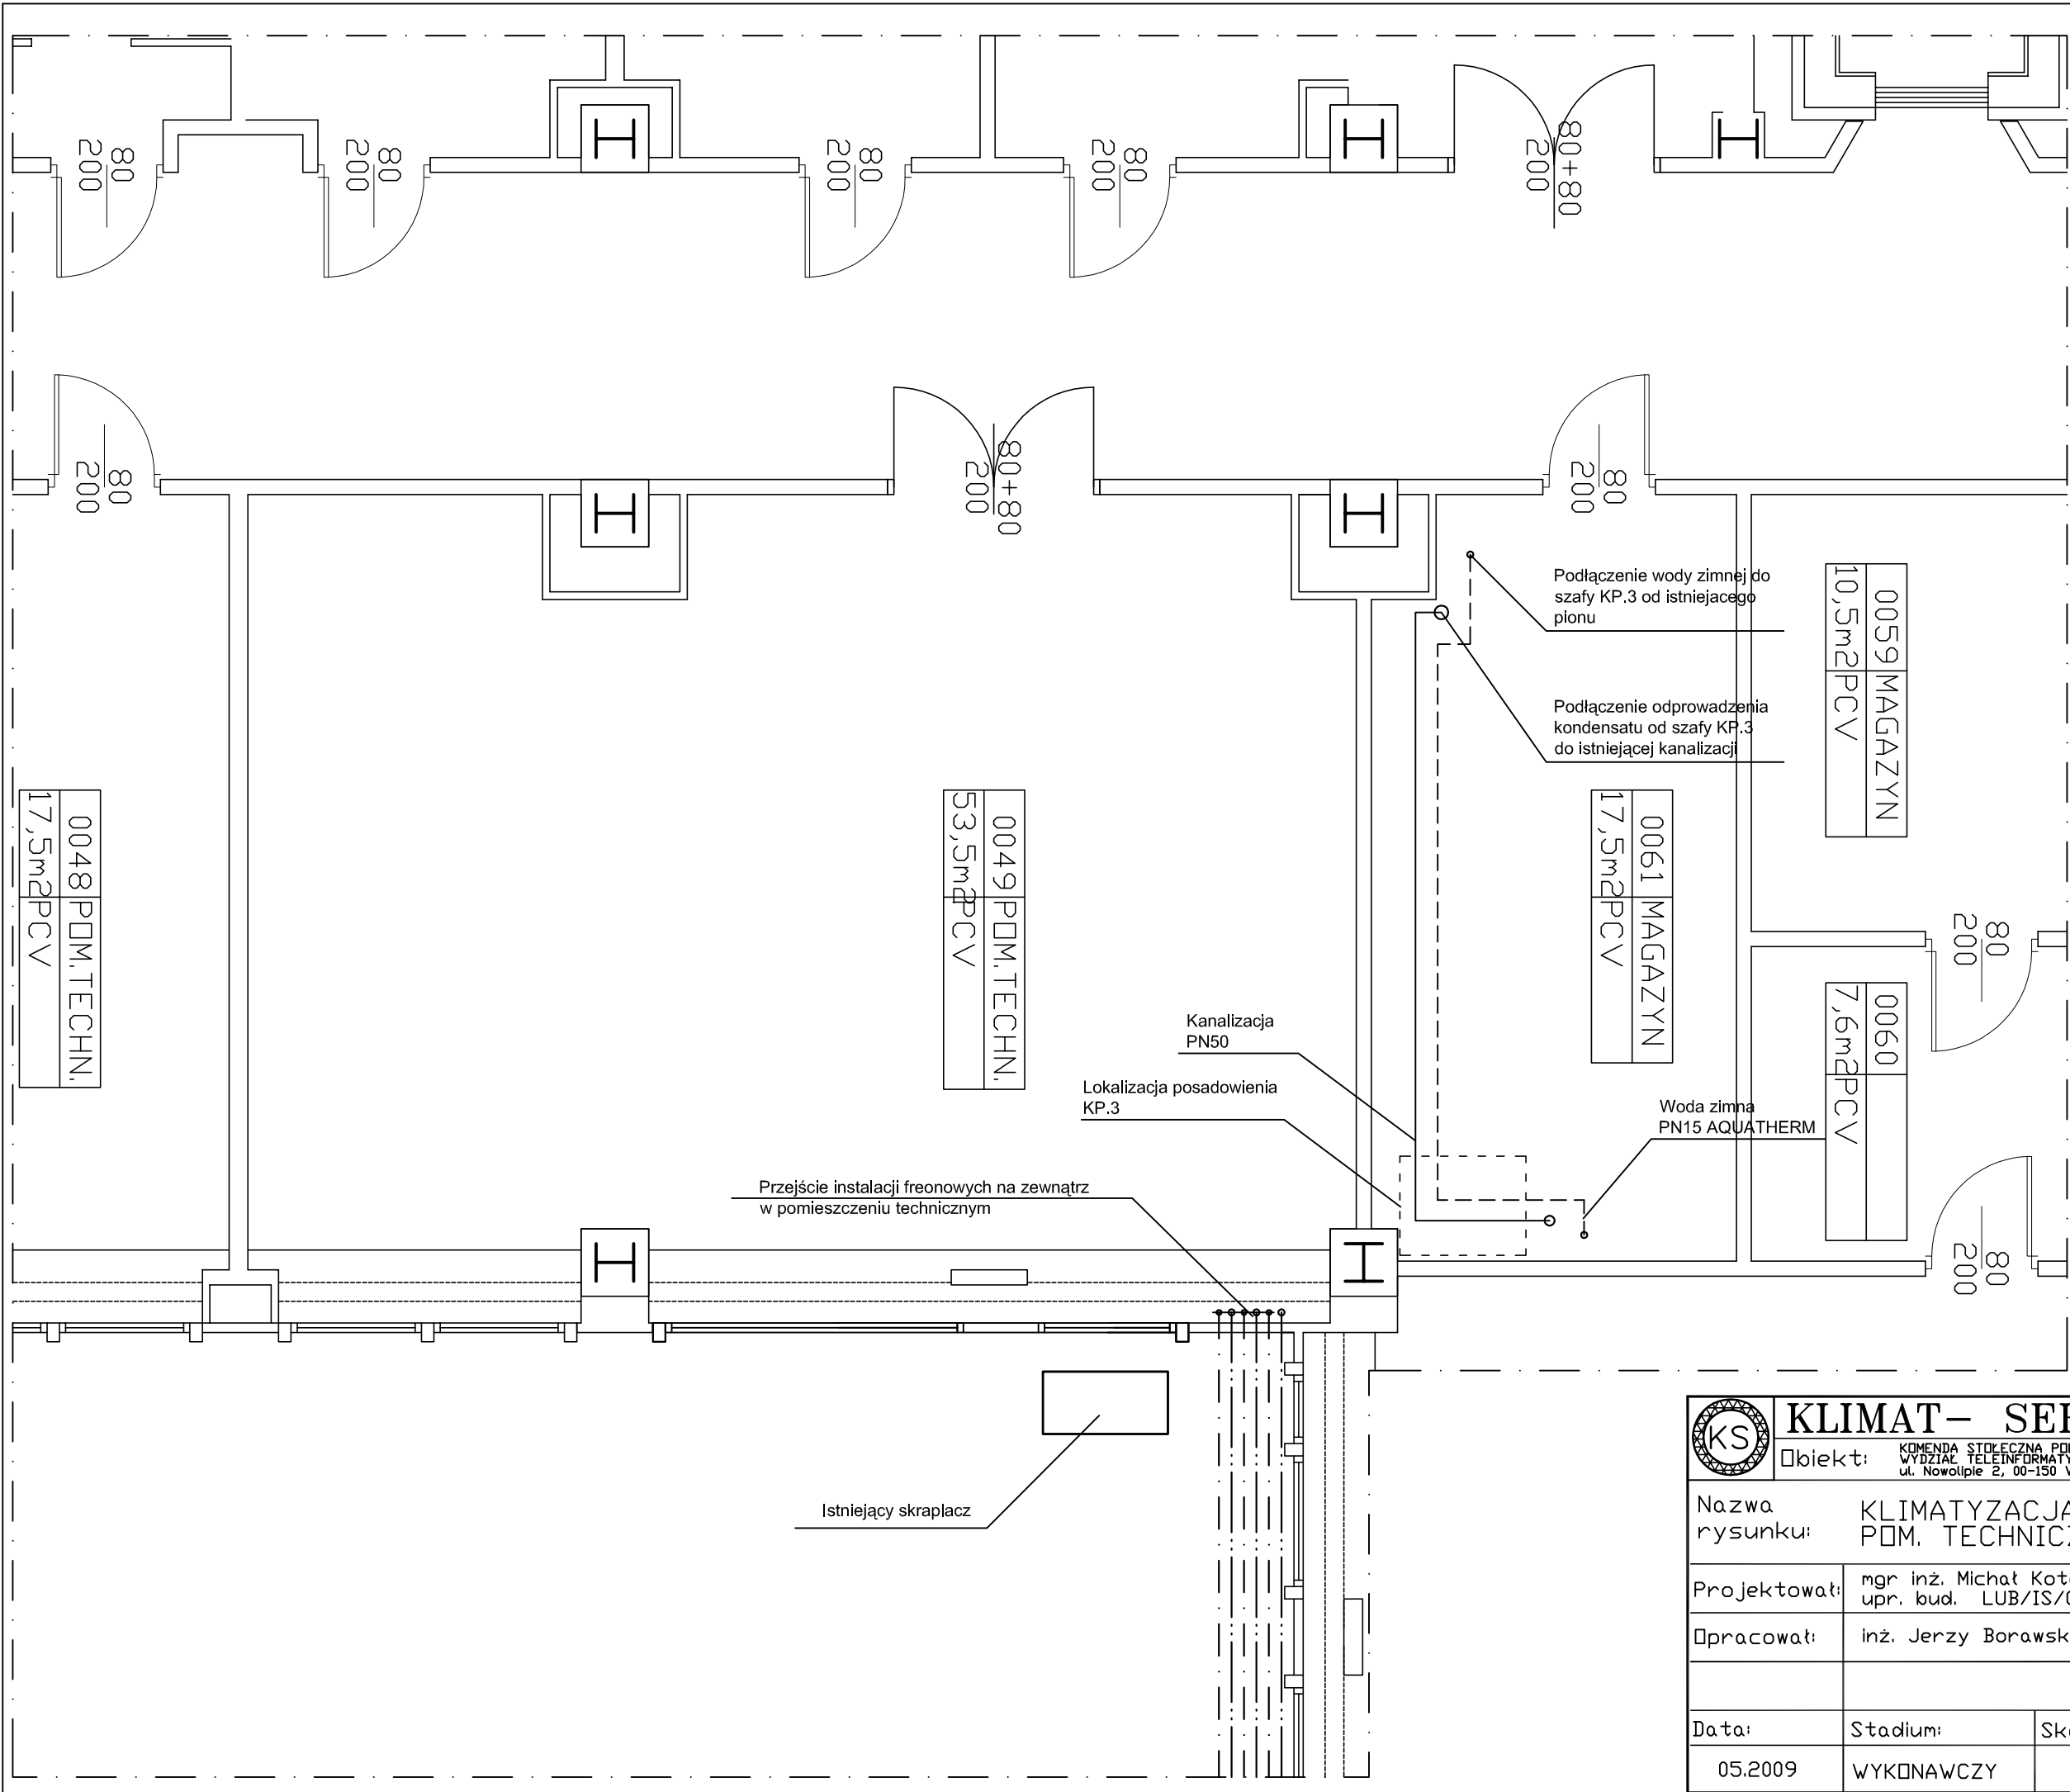 80
200
80
200
80
200
80
200
80+80
200
H
H
H
80
200
80+80
200
80
200
H
H
Podłączenie wody zimnej do
szafy KP.3 od istniejacego
pionu
Podłączenie odprowadzenia
kondensatu od szafy KP.3
do istniejącej kanalizacji
0059 MAGAZYN
10,5m2 PCV
0048 POM.TECHN.
17,5m2 PCV
0049 POM.TECHN.
53,5m2 PCV
0061 MAGAZYN
17,5m2 PCV
80
200
0060
7,6m2 PCV
Kanalizacja
PN50
Lokalizacja posadowienia
KP.3
Woda zimna
PN15 AQUATHERM
Przejście instalacji freonowych na zewnątrz
w pomieszczeniu technicznym
80
200
H
H
Istniejący skraplacz
KS
KLIMAT-
Obiekt:
KOMENDA STOŁECZNA
WYDZIAŁ
ul. Nowolipie 2, 00-150
Nazwa
rysunku:
KLIMATYZACJA
POM.
Projektował:
mgr inż. Michał
upr. bud. LUB/IS/
Opracował:
inż. Jerzy
Data:
Stadium:
05.2009
WYKONAWCZY